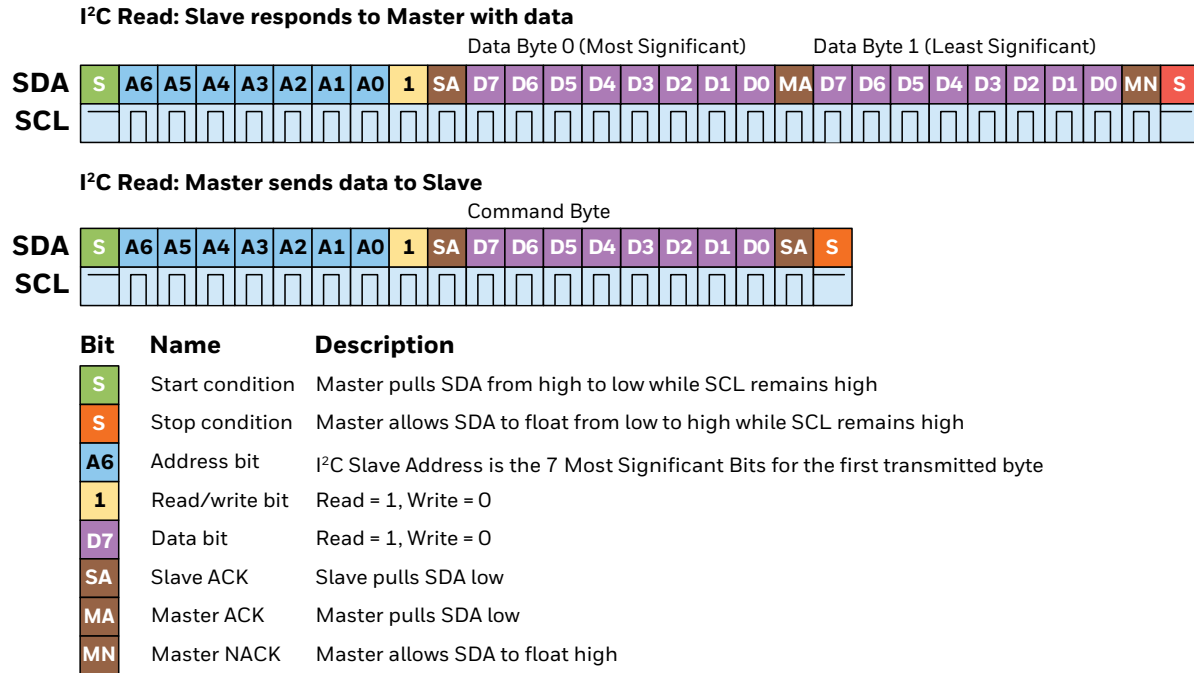 I²C Read: Slave responds to Master with data
Data Byte 0 (Most Significant) Data Byte 1 (Least Significant)
SDA S A6 A5 A4 A3 A2 A1 A0 1 SA D7 D6 D5 D4 D3 D2 D1 D0 MA D7 D6 D5 D4 D3 D2 D1 D0 MN S
SCL
I²C Read: Master sends data to Slave
Command Byte
SDA S A6 A5 A4 A3 A2 A1 A0 1 SA D7 D6 D5 D4 D3 D2 D1 D0 SA S
SCL
Bit Name Description
S Start condition Master pulls SDA from high to low while SCL remains high
S Stop condition Master allows SDA to float from low to high while SCL remains high
A6 Address bit I²C Slave Address is the 7 Most Significant Bits for the first transmitted byte
1 Read/write bit Read = 1, Write = 0
D7 Data bit Read = 1, Write = 0
SA Slave ACK Slave pulls SDA low
MA Master ACK Master pulls SDA low
MN Master NACK Master allows SDA to float high